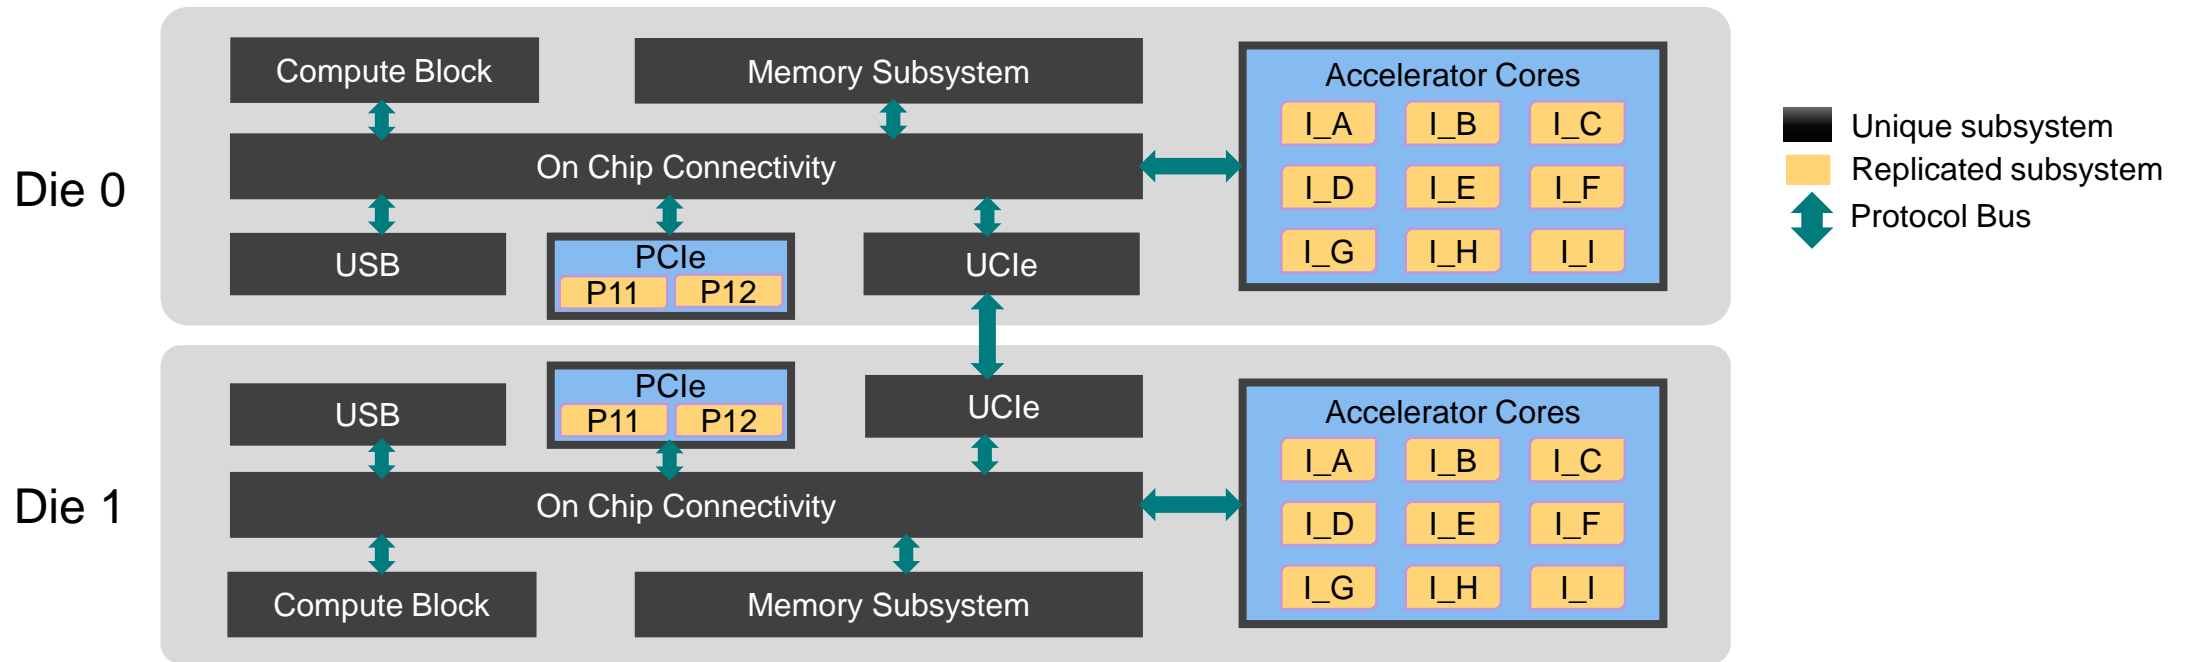 Die 0
Compute Block
Memory Subsystem
On Chip Connectivity
USB
PCIe
P11 P12
UCIe
Accelerator Cores
I_A I_B I_C
I_D I_E I_F
I_G I_H I_I
Unique subsystem
Replicated subsystem
Protocol Bus
Die 1
USB
PCIe
P11 P12
UCIe
On Chip Connectivity
Compute Block
Memory Subsystem
Accelerator Cores
I_A I_B I_C
I_D I_E I_F
I_G I_H I_I